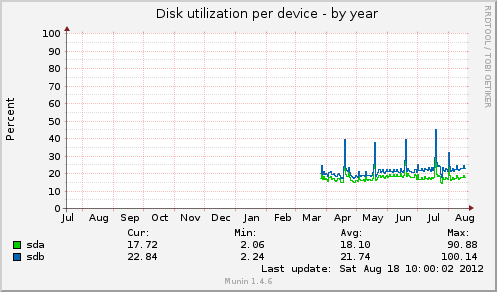 Disk utilization per device - by year
RRDTOOL / TOBI OETIKER
Percent
100
90
80
70
60
50
40
30
20
10
0
Jul Aug Sep Oct Nov Dec Jan Feb Mar Apr May Jun Jul Aug
Cur: Min: Avg: Max:
sda 17.72 2.06 18.10 90.88
sdb 22.84 2.24 21.74 100.14
Last update: Sat Aug 18 10:00:02 2012
Munin 1.4.6